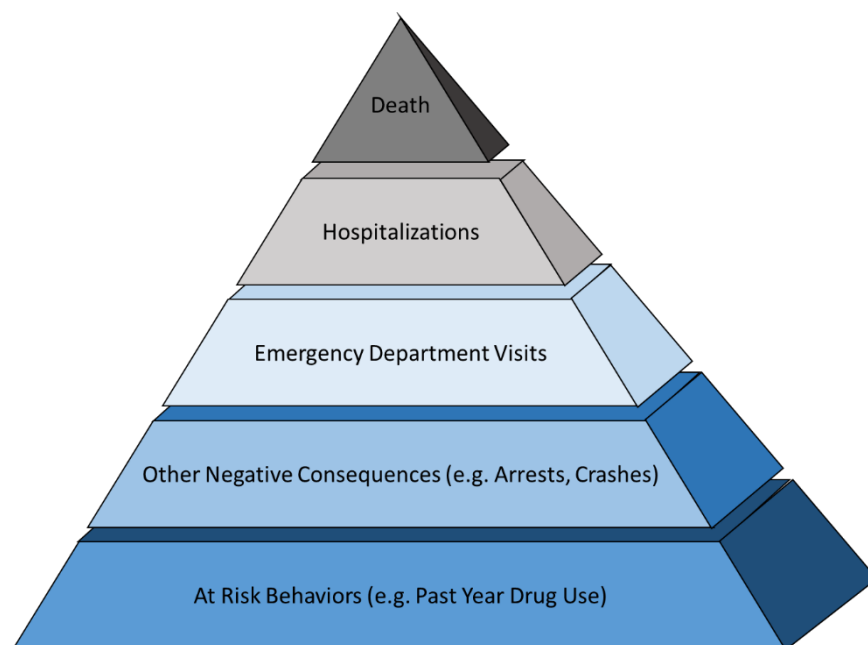 Death
Hospitalizations
Emergency Department Visits
Other Negative Consequences (e.g. Arrests, Crashes)
At Risk Behaviors (e.g. Past Year Drug Use)